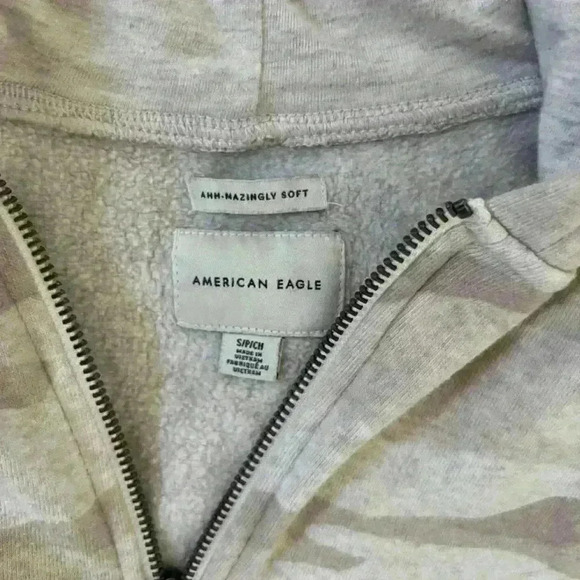 AHH-MAZINGLY SOFT
AMERICAN EAGLE
S/P/CH
MADE IN
VIETNAM
FABRIQUÉ AU
VIETNAM